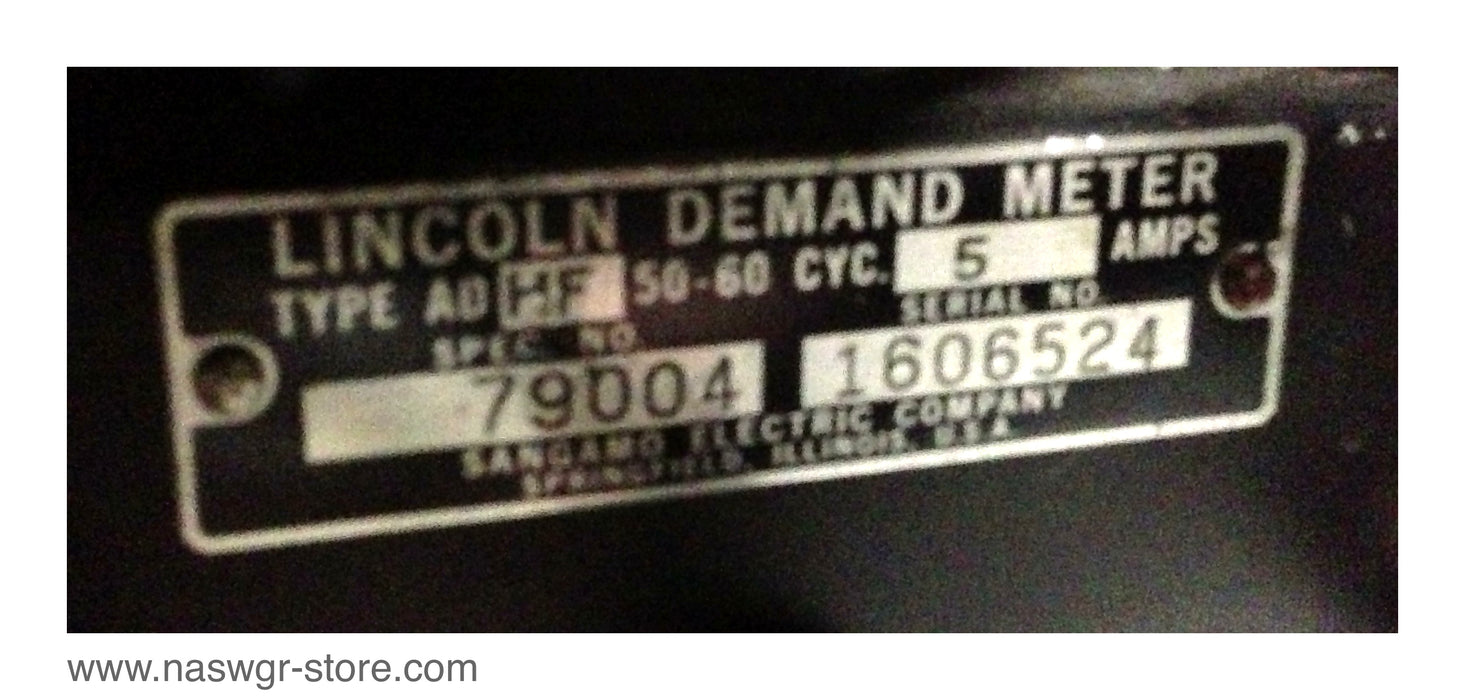 LINCOLN DEMAND METER
TYPE AD HF 50-60 CYC. 5 AMPS
SPEC. NO. SERIAL NO.
79004 1606524
SANGAMO ELECTRIC COMPANY
SPRINGFIELD, ILLINOIS, U.S.A.
www.naswgr-store.com